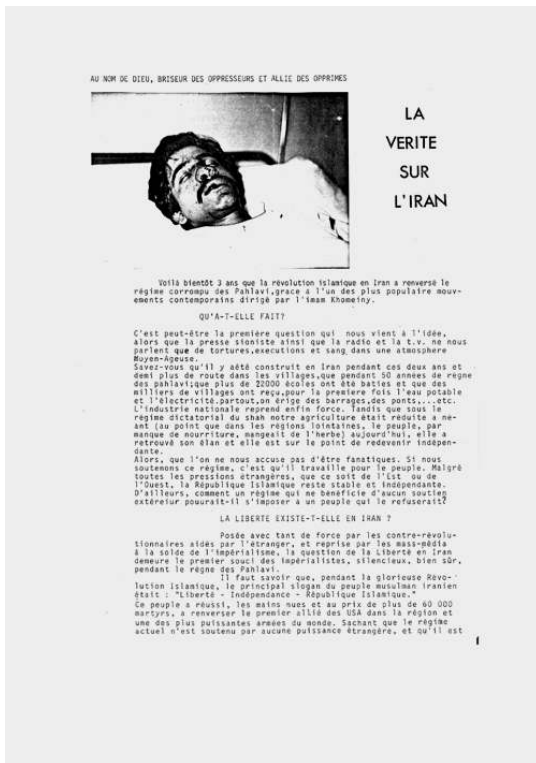 AU NOM DE DIEU, BRISEUR DES OPPRESSEURS ET ALLIE DES OPPRIMES
LA
VERITE
SUR
L'IRAN
Voilà bientôt 3 ans que la révolution islamique en Iran a renversé le
régime corrompu des Pahlavi,grace à l'un des plus populaire mouv-
ements contemporains dirigé par l'imam Khomeiny.
QU'A-T-ELLE FAIT?
C'est peut-être la première question qui nous vient à l'idée,
alors que la presse sioniste ainsi que la radio et la t.v. ne nous
parlent que de tortures,executions et sang dans une atmosphere
Moyen-Ageuse.
Savez-vous qu'il y aété construit en Iran pendant ces deux ans et
demi plus de route dans les villages,que pendant 50 années de règne
des pahlavi;que plus de 22000 écoles ont été baties et que des
milliers de villages ont reçu,pour la première fois l'eau potable
et l'électricité.partout,on érige des barrages,des ponts,...etc.
L'industrie nationale reprend enfin force. Tandis que sous le
régime dictatorial du shah notre agriculture était réduite a né-
ant (au point que dans les régions lointaines, le peuple, par
manque de nourriture, mangeait de l'herbe) aujourd'hui, elle a
retrouvé son élan et elle est sur le point de redevenir indépen-
dante.
Alors, que l'on ne nous accuse pas d'être fanatiques. Si nous
soutenons ce régime, c'est qu'il travaille pour le peuple. Malgré
toutes les pressions étrangères, que ce soit de l'Est ou de
l'Ouest, la République Islamique reste stable et indépendante.
D'ailleurs, comment un régime qui ne bénéficie d'aucun soutien
extérieur pourait-il s'imposer à un peuple qui le refuserait?
LA LIBERTE EXISTE-T-ELLE EN IRAN ?
Posée avec tant de force par les contre-révolu-
tionnaires aidés par l'étranger, et reprise par les mass-média
à la solde de l'impérialisme, la question de la Liberté en Iran
demeure le premier souci des impérialistes, silencieux, bien sûr,
pendant le règne des Pahlavi.
Il faut savoir que, pendant la glorieuse Révo-
lution Islamique, le principal slogan du peuple musulman iranien
était : "Liberté - Indépendance - République Islamique."
Ce peuple a réussi, les mains nues et au prix de plus de 60 000
martyrs, a renverser le premier allié des USA dans la région et
une des plus puissantes armées du monde. Sachant que le régime
actuel n'est soutenu par aucune puissance étrangère, et qu'il est
1